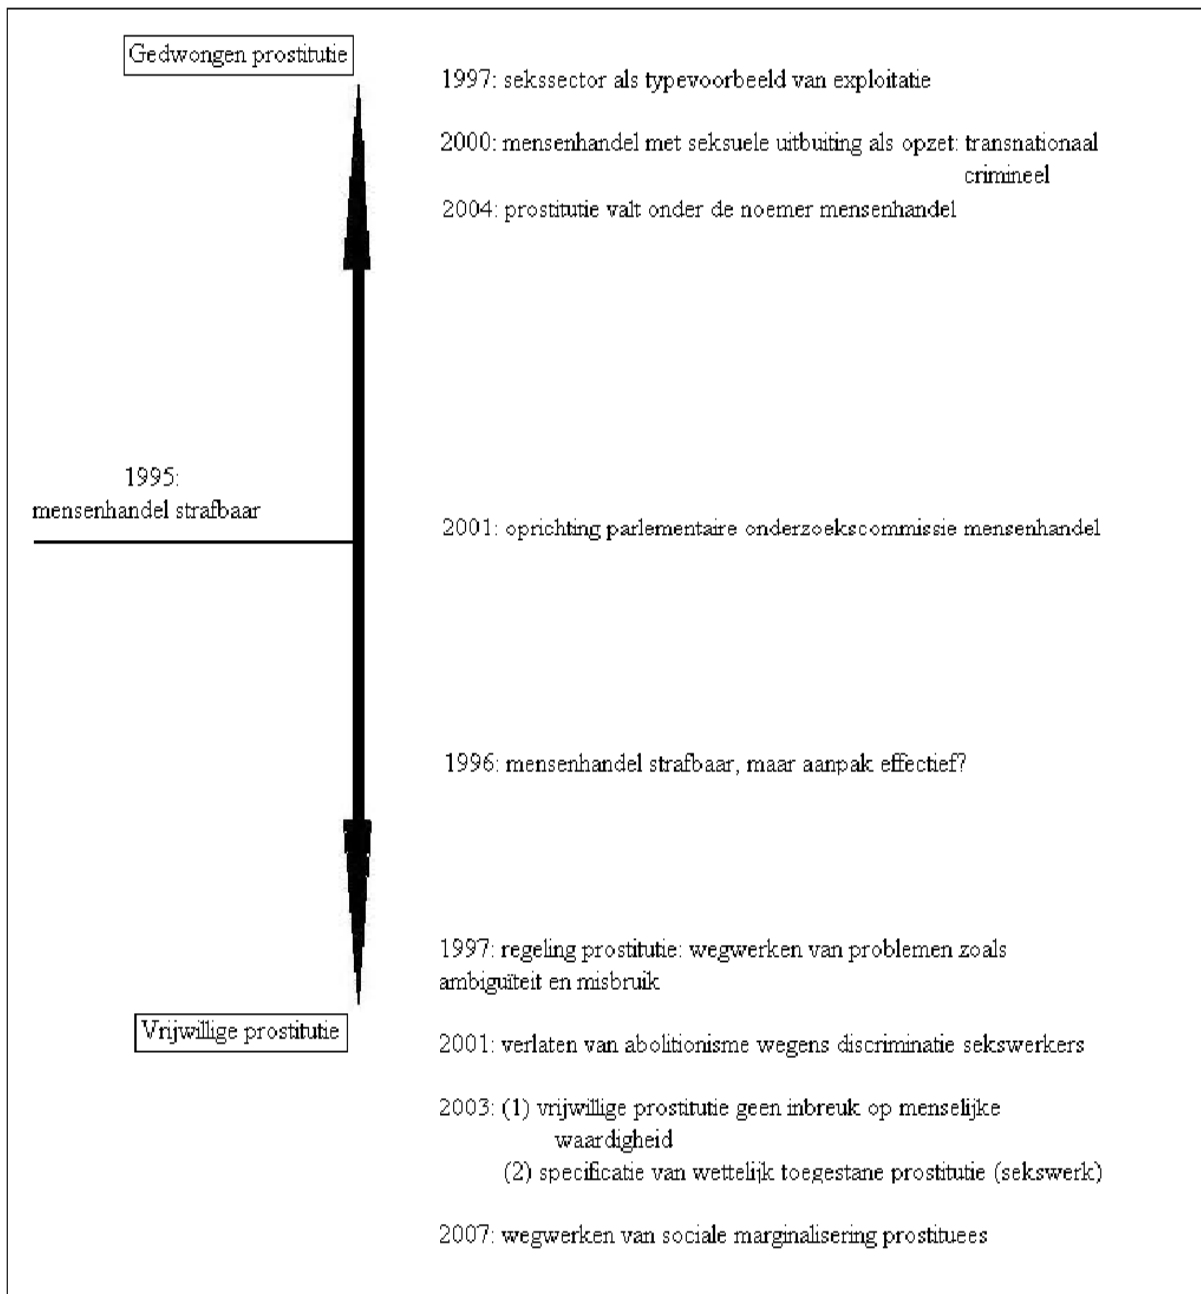 Gedwongen prostitutie
1997: sekssector als typevoorbeeld van exploitatie
2000: mensenhandel met seksuele uitbuiting als opzet: transnationaal
crimineel
2004: prostitutie valt onder de noemer mensenhandel
1995:
mensenhandel strafbaar
2001: oprichting parlementaire onderzoekscommissie mensenhandel
1996: mensenhandel strafbaar, maar aanpak effectief?
1997: regeling prostitutie: wegwerken van problemen zoals
ambiguïteit en misbruik
Vrijwillige prostitutie
2001: verlaten van abolitionisme wegens discriminatie sekswerkers
2003: (1) vrijwillige prostitutie geen inbreuk op menselijke
waardigheid
(2) specificatie van wettelijk toegestane prostitutie (sekswerk)
2007: wegwerken van sociale marginalisering prostituees